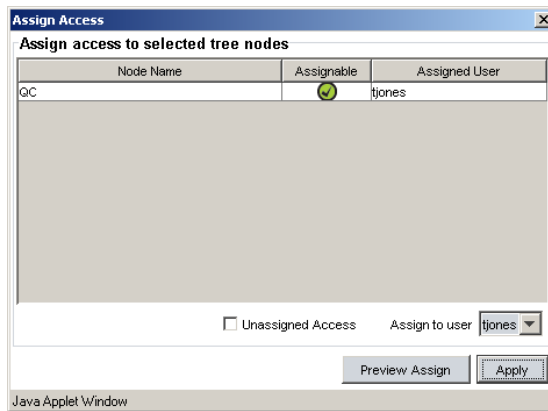 Assign Access
Assign access to selected tree nodes
Node Name Assignable Assigned User
QC tjones
Unassigned Access Assign to user tjones
Preview Assign Apply
Java Applet Window